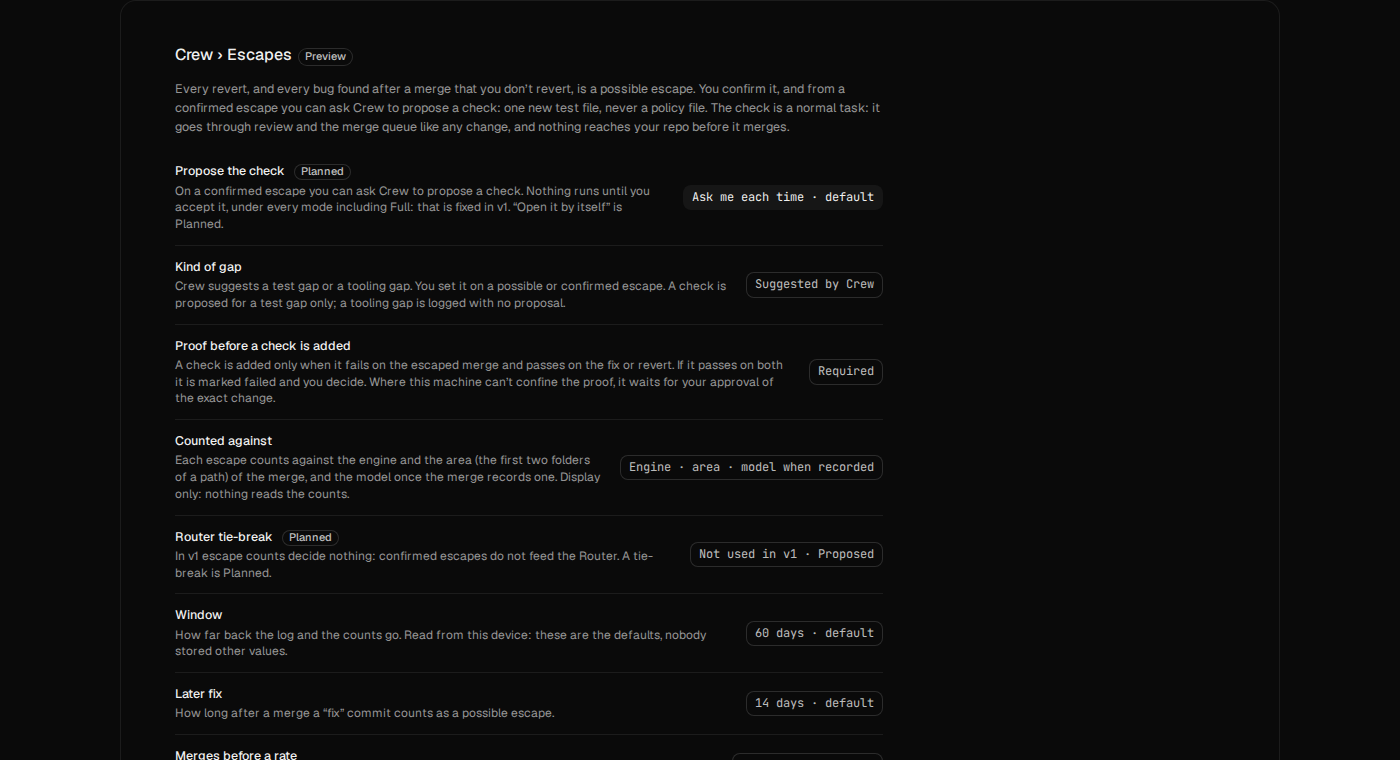 Crew › Escapes Preview
Every revert, and every bug found after a merge that you don't revert, is a possible escape. You confirm it, and from a
confirmed escape you can ask Crew to propose a check: one new test file, never a policy file. The check is a normal task: it
goes through review and the merge queue like any change, and nothing reaches your repo before it merges.
Propose the check Planned
On a confirmed escape you can ask Crew to propose a check. Nothing runs until you
accept it, under every mode including Full: that is fixed in v1. “Open it by itself” is
Planned.
Ask me each time · default
Kind of gap
Crew suggests a test gap or a tooling gap. You set it on a possible or confirmed escape. A check is
proposed for a test gap only; a tooling gap is logged with no proposal.
Suggested by Crew
Proof before a check is added
A check is added only when it fails on the escaped merge and passes on the fix or revert. If it passes on both
it is marked failed and you decide. Where this machine can't confine the proof, it waits for your approval of
the exact change.
Required
Counted against
Each escape counts against the engine and the area (the first two folders
of a path) of the merge, and the model once the merge records one. Display
only: nothing reads the counts.
Engine · area · model when recorded
Router tie-break Planned
In v1 escape counts decide nothing: confirmed escapes do not feed the Router. A tie-
break is Planned.
Not used in v1 · Proposed
Window
How far back the log and the counts go. Read from this device: these are the defaults, nobody
stored other values.
60 days · default
Later fix
How long after a merge a “fix” commit counts as a possible escape.
14 days · default
Merges before a rate